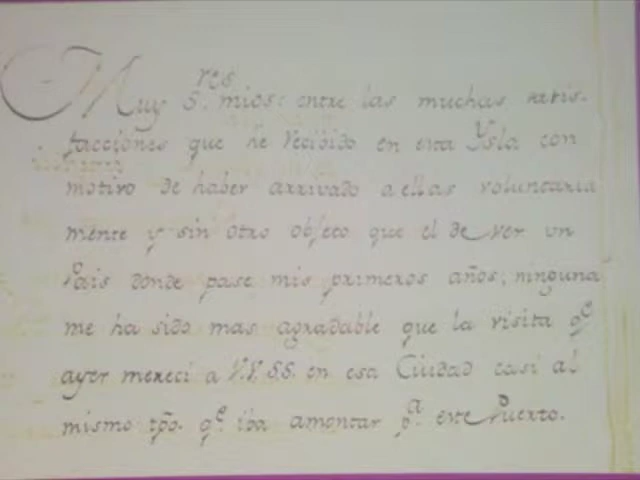 Muy S.res mios: entre las muchas satis-
facciones que he recibido en esta Ysla con
motivo de haber arrivado a ellas voluntaria
mente y sin otro objeto que el de ver un
Pais donde pase mis primeros años; ninguna
me ha sido mas agradable que la visita q.e
ayer mereci a V.V.S.S. en esa Ciudad casi al
mismo tpo. q.e iba amontar p.a este Puerto.